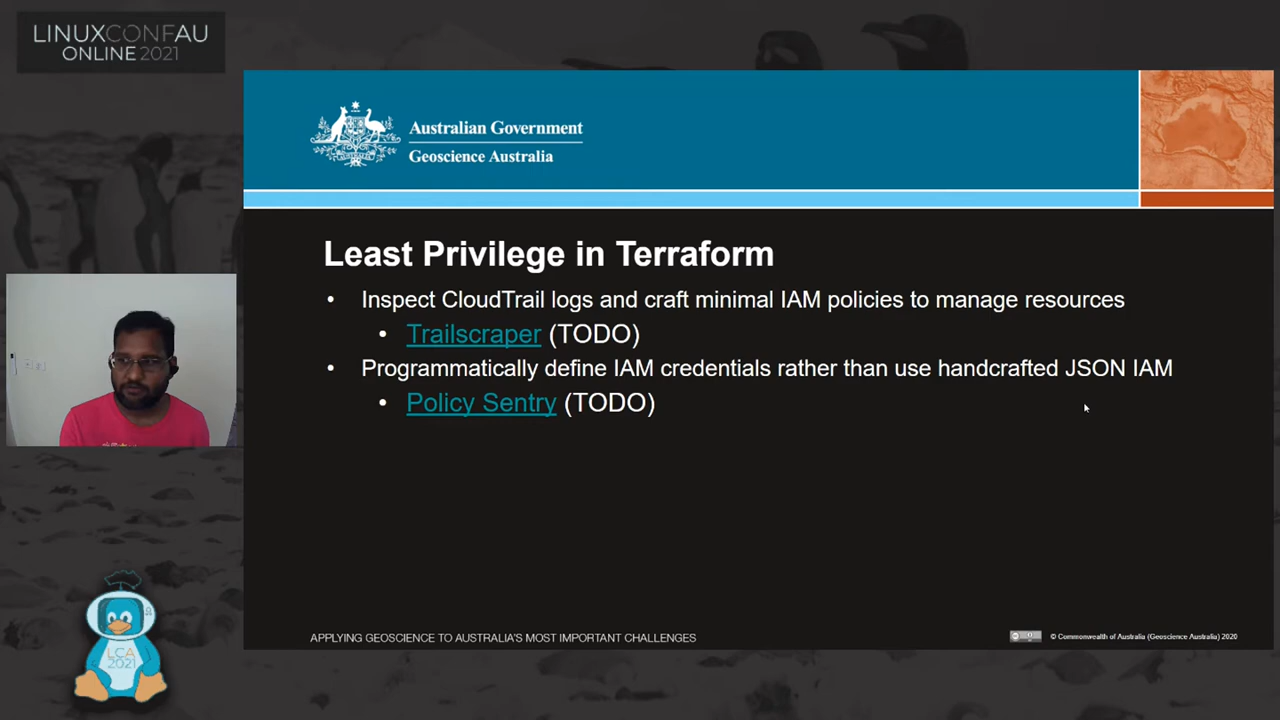 LINUXCONFAU
ONLINE 2021
Australian Government
Geoscience Australia
Least Privilege in Terraform
• Inspect CloudTrail logs and craft minimal IAM policies to manage resources
• Trailscraper (TODO)
• Programmatically define IAM credentials rather than use handcrafted JSON IAM
• Policy Sentry (TODO)
LCA
2021
APPLYING GEOSCIENCE TO AUSTRALIA'S MOST IMPORTANT CHALLENGES
© Commonwealth of Australia (Geoscience Australia) 2020